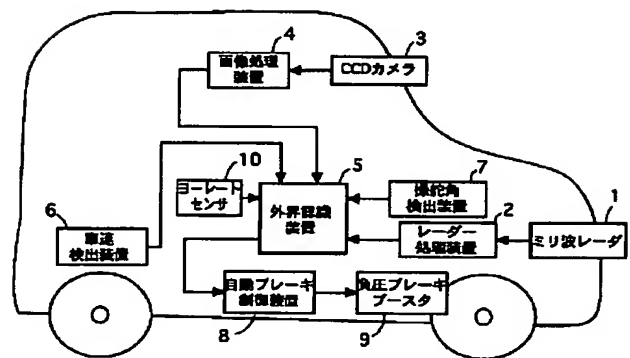 4
3
画像処理
装置
CCDカメラ
10
5
7
1
ヨーレート
センサ
外界認識
装置
操舵角
検出装置
6
2
車速
検出装置
レーダー
処理装置
ミリ波レーダ
自動ブレーキ
制御装置
負圧ブレーキ
ブースタ
8
9